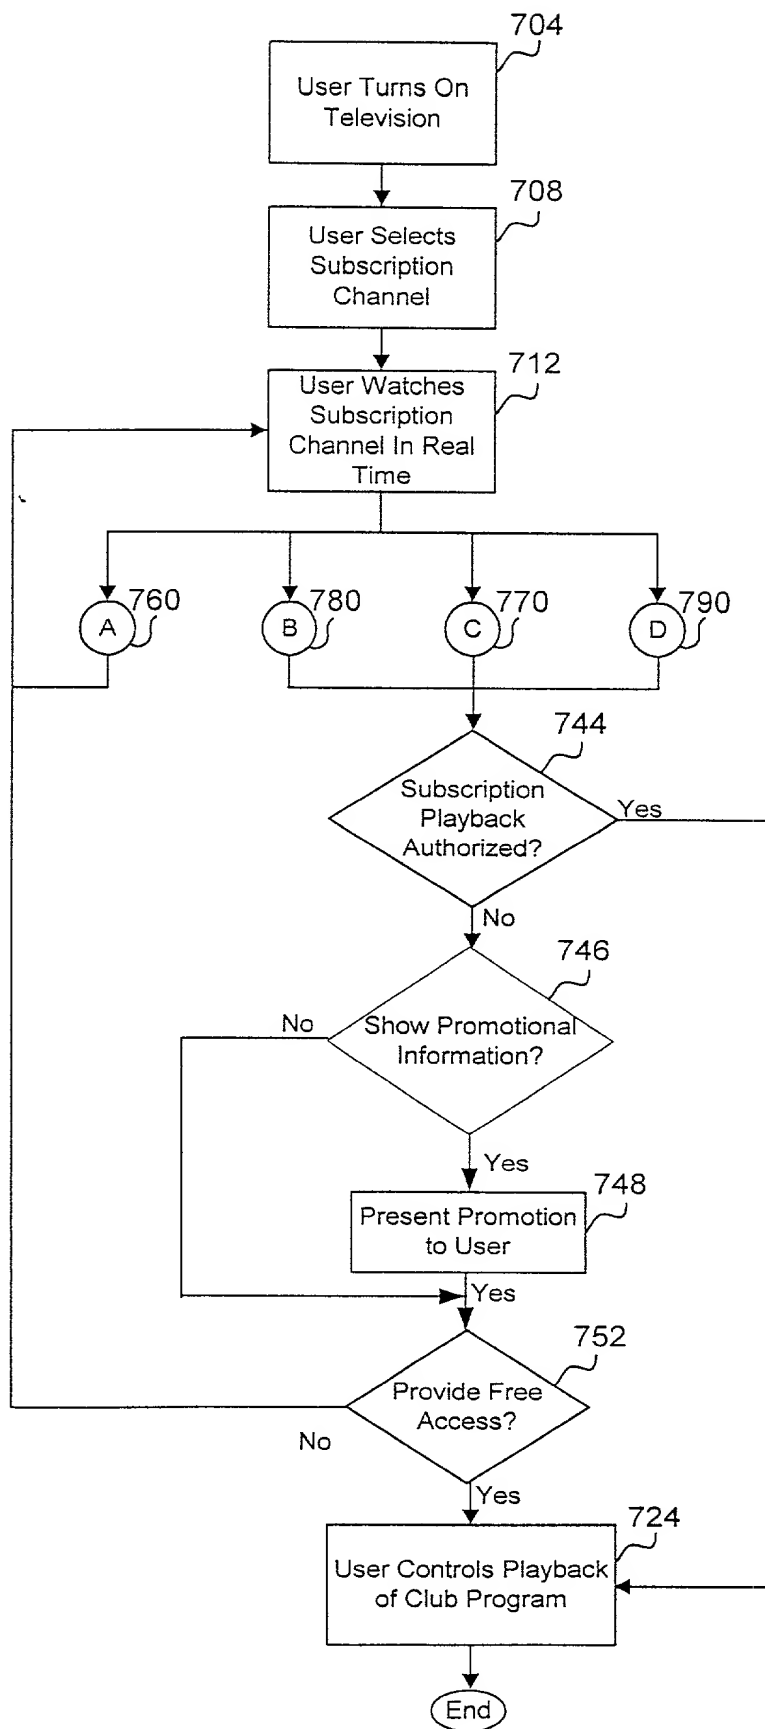 704
User Turns On
Television
708
User Selects
Subscription
Channel
712
User Watches
Subscription
Channel In Real
Time
A
760
B
780
C
770
D
790
744
Subscription
Playback
Authorized?
Yes
No
746
Show Promotional
Information?
No
Yes
748
Present Promotion
to User
Yes
752
Provide Free
Access?
No
Yes
724
User Controls Playback
of Club Program
End